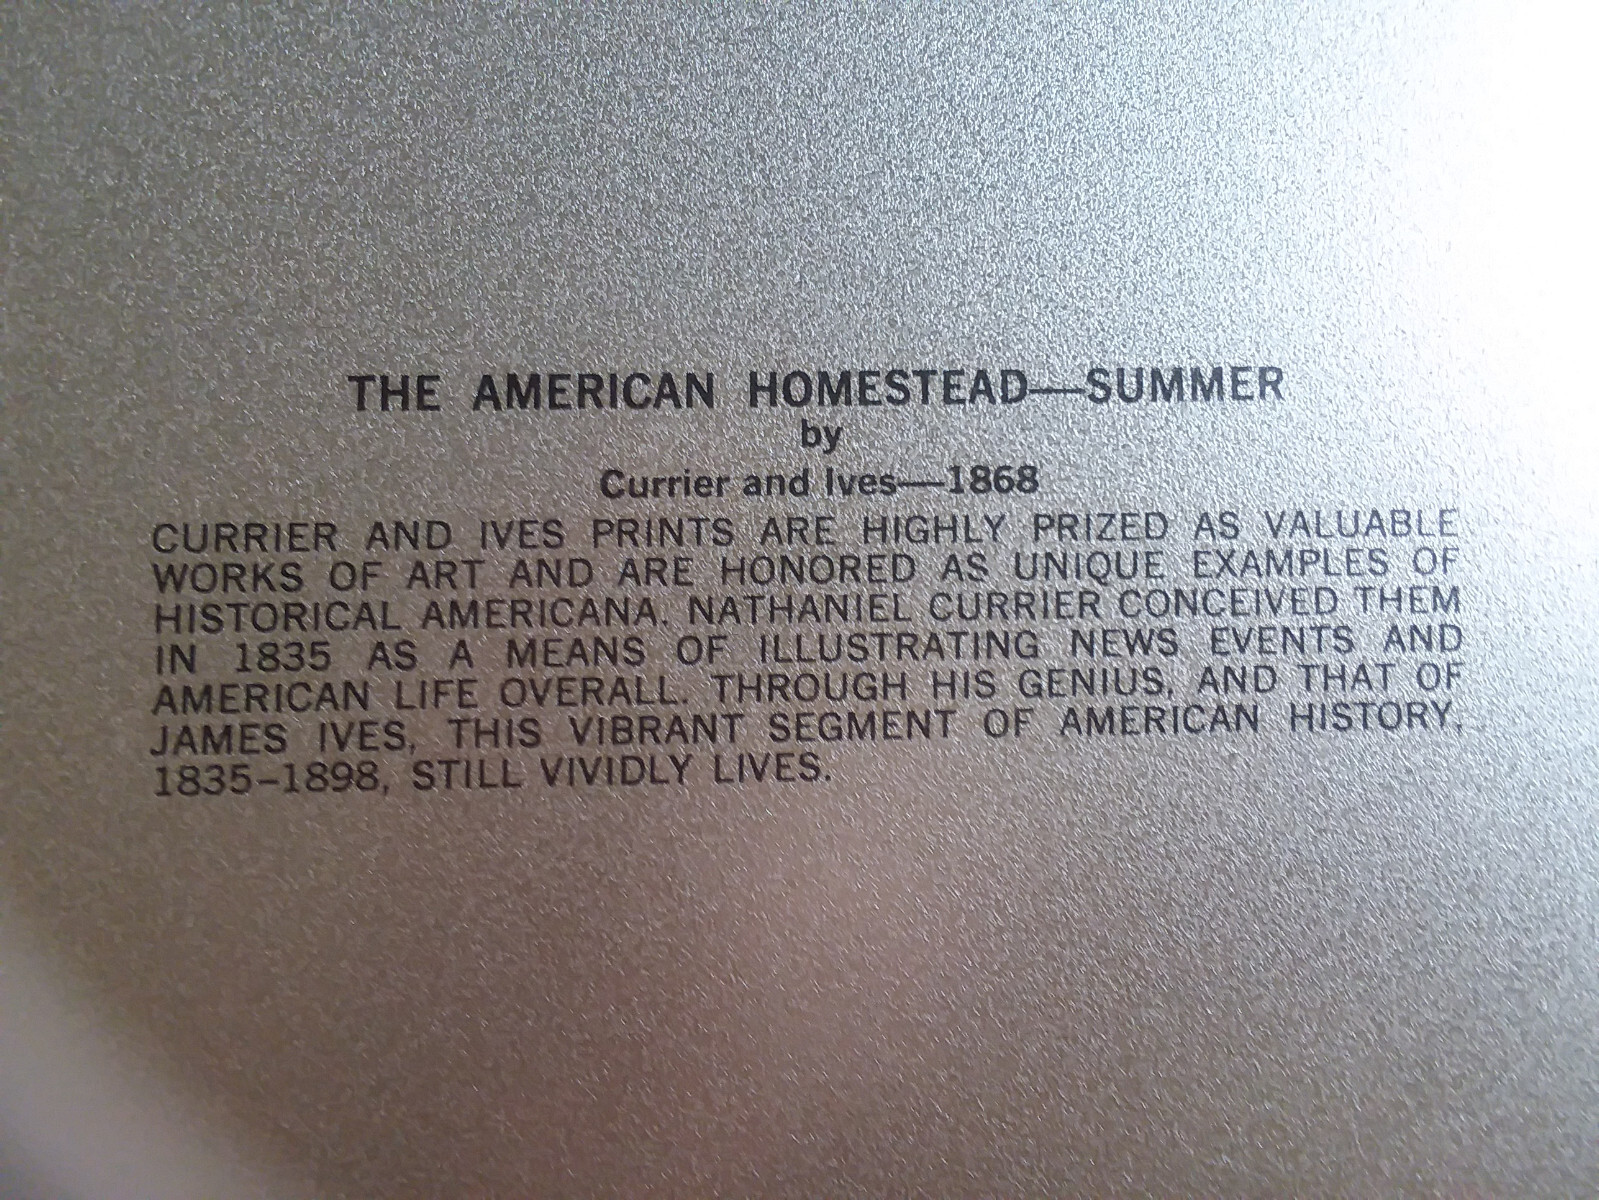 THE AMERICAN HOMESTEAD—SUMMER
by
Currier and Ives—1868
CURRIER AND IVES PRINTS ARE HIGHLY PRIZED AS VALUABLE
WORKS OF ART AND ARE HONORED AS UNIQUE EXAMPLES OF
HISTORICAL AMERICANA. NATHANIEL CURRIER CONCEIVED THEM
IN 1835 AS A MEANS OF ILLUSTRATING NEWS EVENTS AND
AMERICAN LIFE OVERALL. THROUGH HIS GENIUS, AND THAT OF
JAMES IVES, THIS VIBRANT SEGMENT OF AMERICAN HISTORY,
1835-1898, STILL VIVIDLY LIVES.